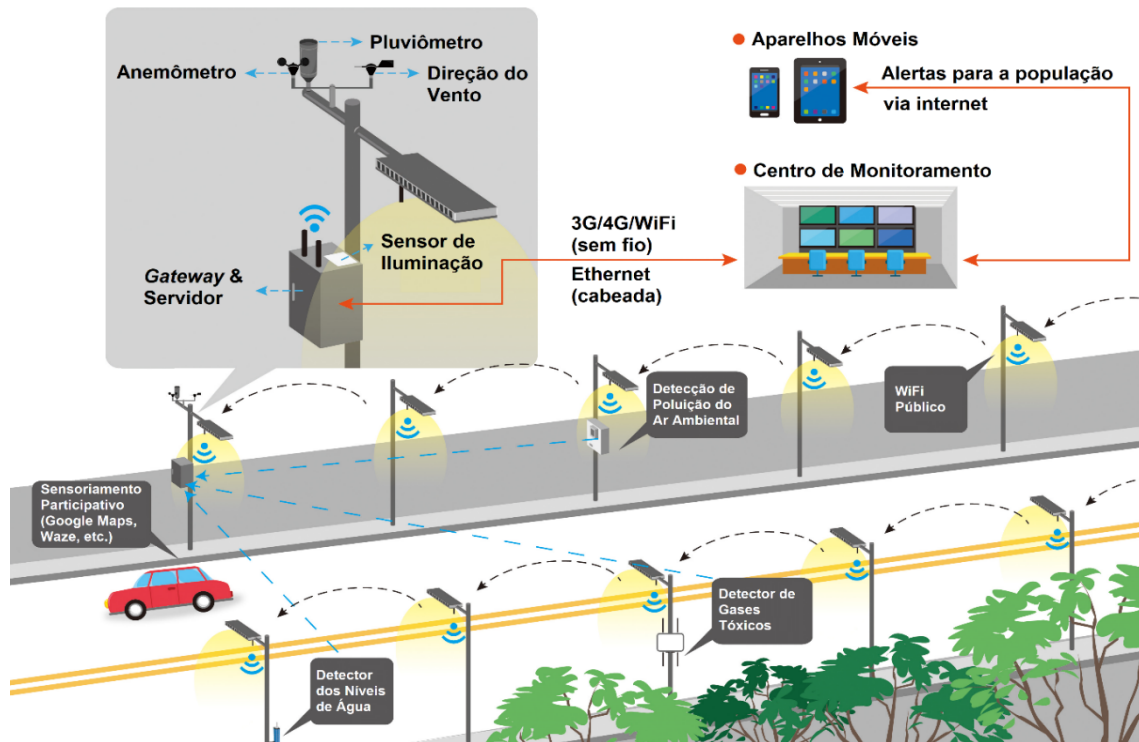 Pluviômetro
Anemômetro
Direção do
Vento
Sensor de
Iluminação
Gateway &
Servidor
Aparelhos Móveis
Alertas para a população
via internet
Centro de Monitoramento
3G/4G/WiFi
(sem fio)
Ethernet
(cabeada)
Detecção de
Poluição do
Ar Ambiental
WiFi
Público
Sensoriamento
Participativo
(Google Maps,
Waze, etc.)
Detector de
Gases
Tóxicos
Detector
dos Níveis
de Água